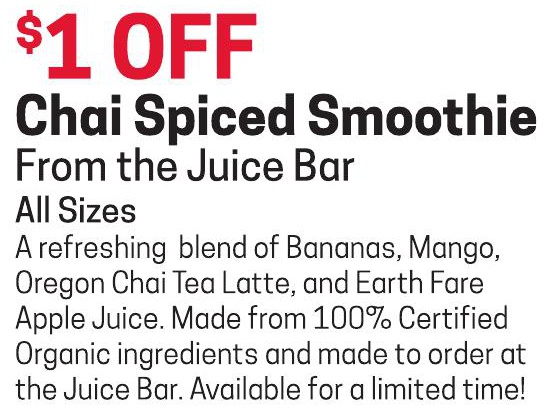 $1 OFF
Chai Spiced Smoothie
From the Juice Bar
All Sizes
A refreshing blend of Bananas, Mango,
Oregon Chai Tea Latte, and Earth Fare
Apple Juice. Made from 100% Certified
Organic ingredients and made to order at
the Juice Bar. Available for a limited time!